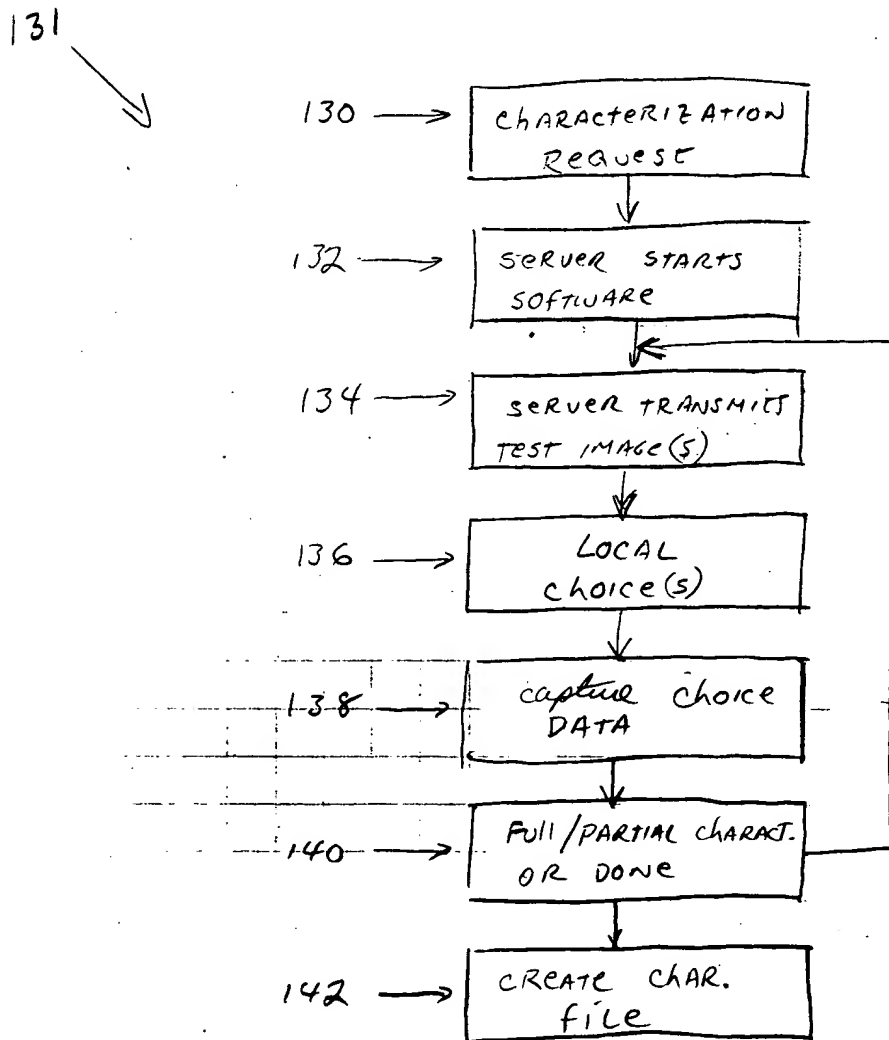 131
130
CHARACTERIZATION
REQUEST
132
SERVER STARTS
SOFTWARE
134
SERVER TRANSMITS
TEST IMAGE(S)
136
LOCAL
CHOICE(S)
138
capture choice
DATA
140
FULL/PARTIAL CHARACT.
OR DONE
142
CREATE CHAR.
FILE